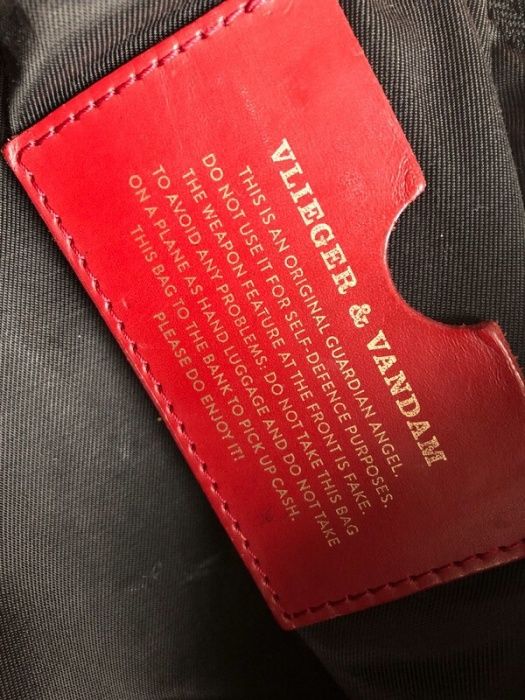 VLIEGER & VANDAM
THIS IS AN ORIGINAL GUARDIAN ANGEL.
DO NOT USE IT FOR SELF-DEFENCE PURPOSES.
THE WEAPON FEATURE AT THE FRONT IS FAKE.
TO AVOID ANY PROBLEMS: DO NOT TAKE THIS BAG
ON A PLANE AS HAND LUGGAGE AND DO NOT TAKE
THIS BAG TO THE BANK TO PICK UP CASH.
PLEASE DO ENJOY IT!